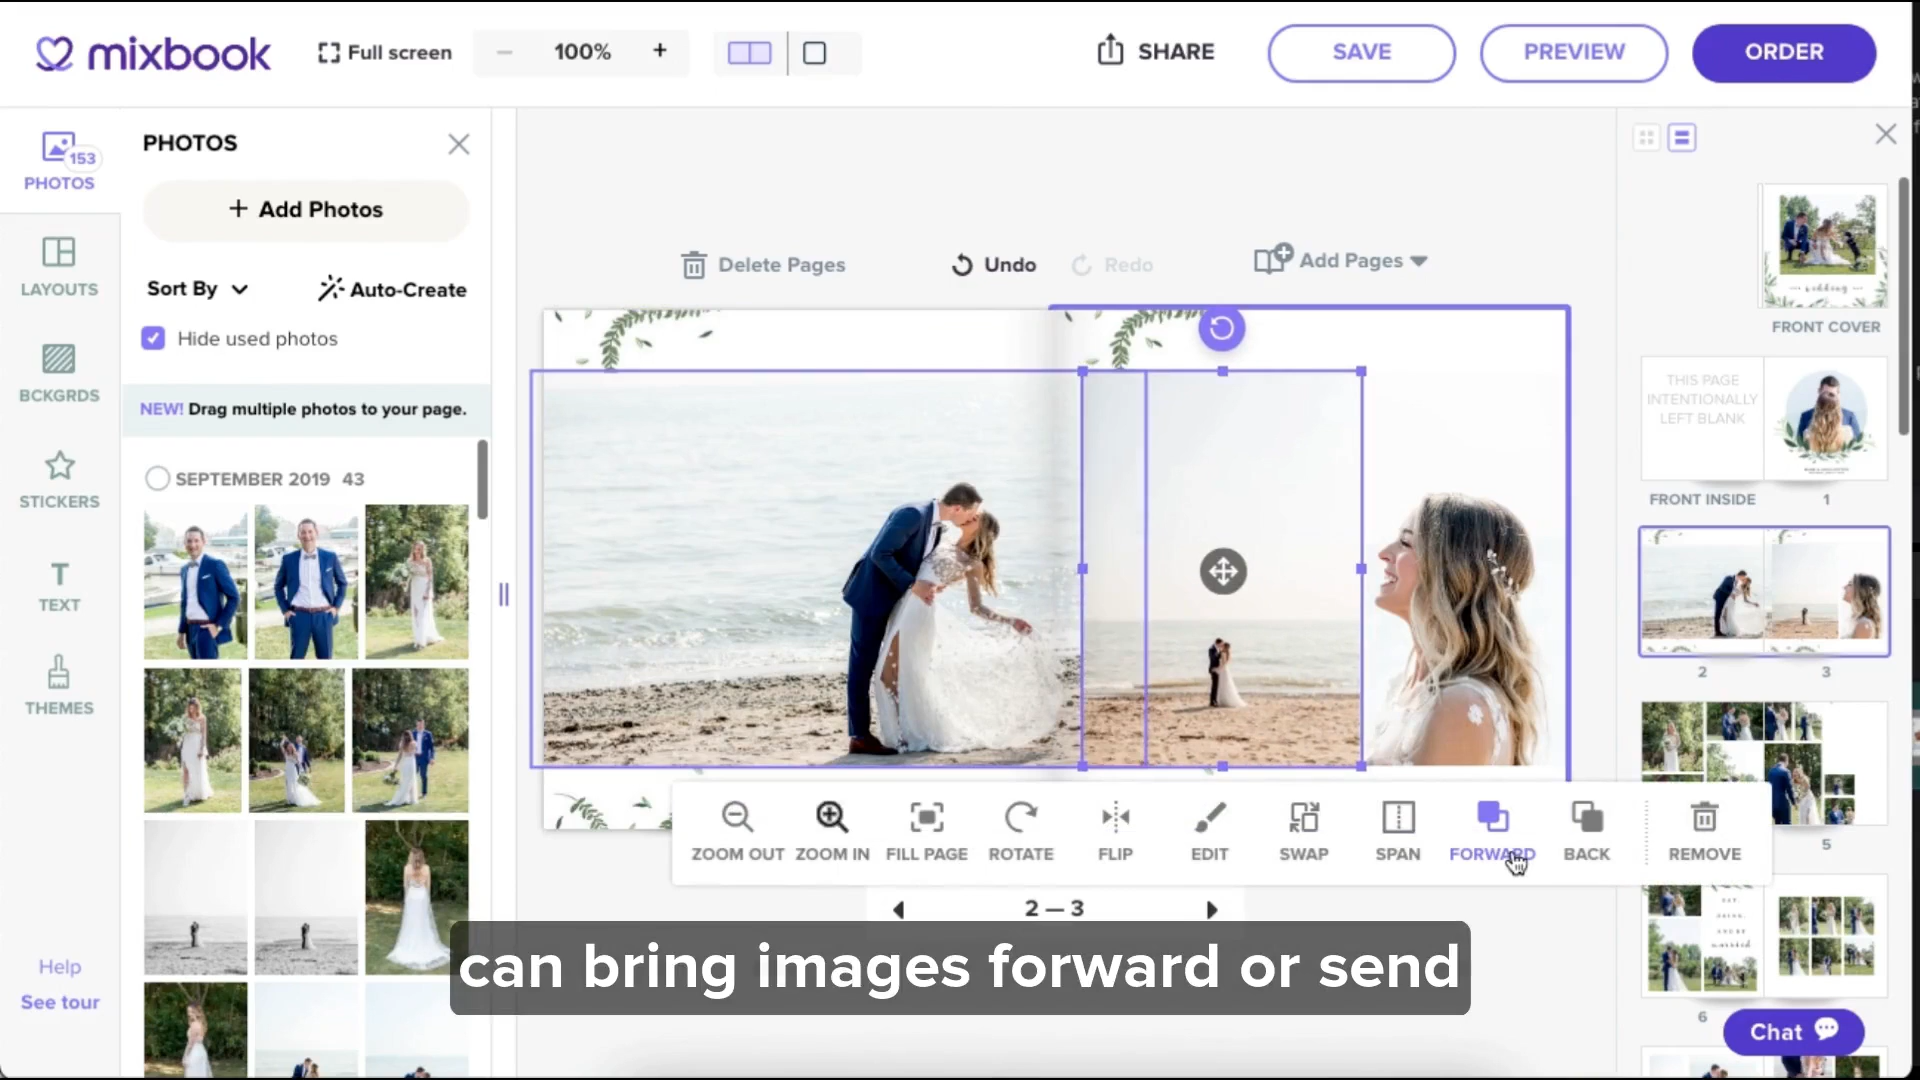 mixbook
Full screen
100%
SHARE
SAVE
PREVIEW
ORDER
153
PHOTOS
LAYOUTS
BCKGRDS
STICKERS
TEXT
THEMES
Help
See tour
PHOTOS
+ Add Photos
Sort By
Auto-Create
Hide used photos
NEW! Drag multiple photos to your page.
SEPTEMBER 2019 43
Delete Pages
Undo
Redo
Add Pages
ZOOM OUT
ZOOM IN
FILL PAGE
ROTATE
FLIP
EDIT
SWAP
SPAN
FORWARD
BACK
REMOVE
2 — 3
can bring images forward or send
wedding
FRONT COVER
THIS PAGE
INTENTIONALLY
LEFT BLANK
FRONT INSIDE
1
2
3
5
6
Chat